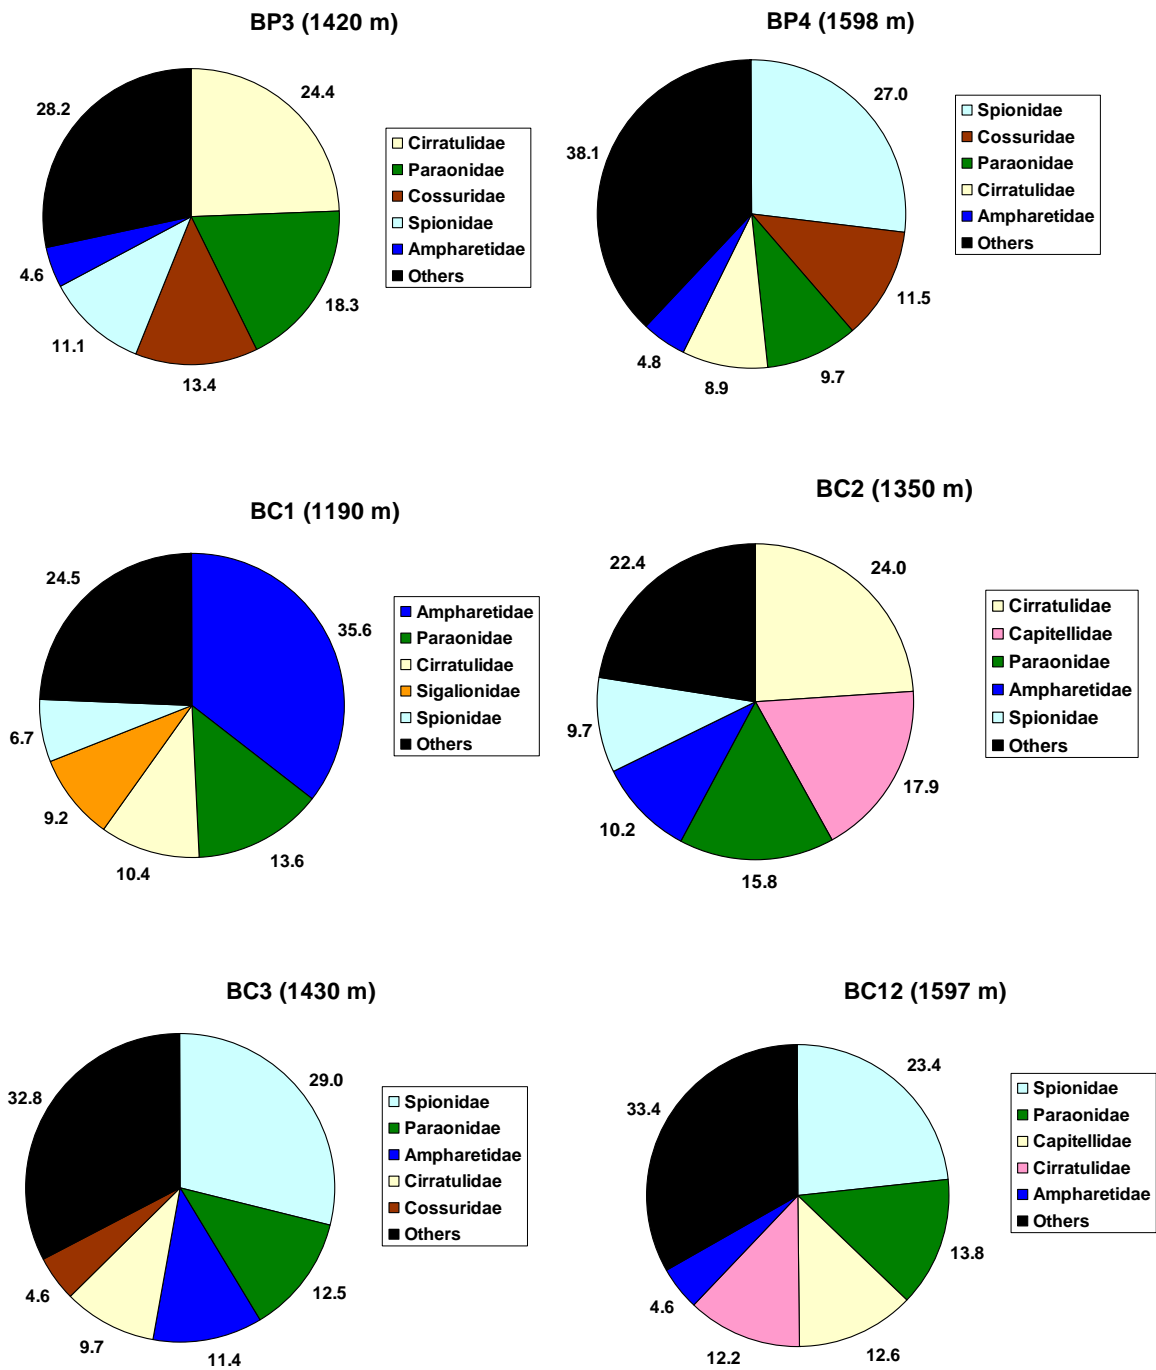 BP3 (1420 m)
24.4
18.3
13.4
11.1
4.6
28.2
Cirratulidae
Paraonidae
Cossuridae
Spionidae
Ampharetidae
Others
BP4 (1598 m)
27.0
11.5
9.7
8.9
4.8
38.1
Spionidae
Cossuridae
Paraonidae
Cirratulidae
Ampharetidae
Others
BC1 (1190 m)
35.6
13.6
10.4
9.2
6.7
24.5
Ampharetidae
Paraonidae
Cirratulidae
Sigalionidae
Spionidae
Others
BC2 (1350 m)
24.0
17.9
15.8
10.2
9.7
22.4
Cirratulidae
Capitellidae
Paraonidae
Ampharetidae
Spionidae
Others
BC3 (1430 m)
29.0
12.5
11.4
9.7
4.6
32.8
Spionidae
Paraonidae
Ampharetidae
Cirratulidae
Cossuridae
Others
BC12 (1597 m)
23.4
13.8
12.6
12.2
4.6
33.4
Spionidae
Paraonidae
Capitellidae
Cirratulidae
Ampharetidae
Others